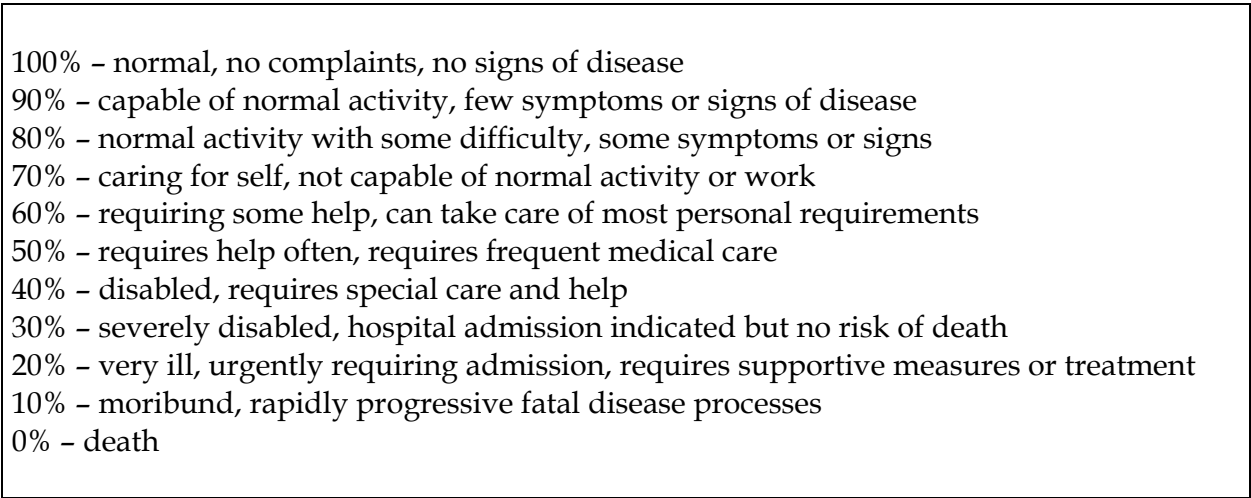 100% – normal, no complaints, no signs of disease
90% – capable of normal activity, few symptoms or signs of disease
80% – normal activity with some difficulty, some symptoms or signs
70% – caring for self, not capable of normal activity or work
60% – requiring some help, can take care of most personal requirements
50% – requires help often, requires frequent medical care
40% – disabled, requires special care and help
30% – severely disabled, hospital admission indicated but no risk of death
20% – very ill, urgently requiring admission, requires supportive measures or treatment
10% – moribund, rapidly progressive fatal disease processes
0% – death